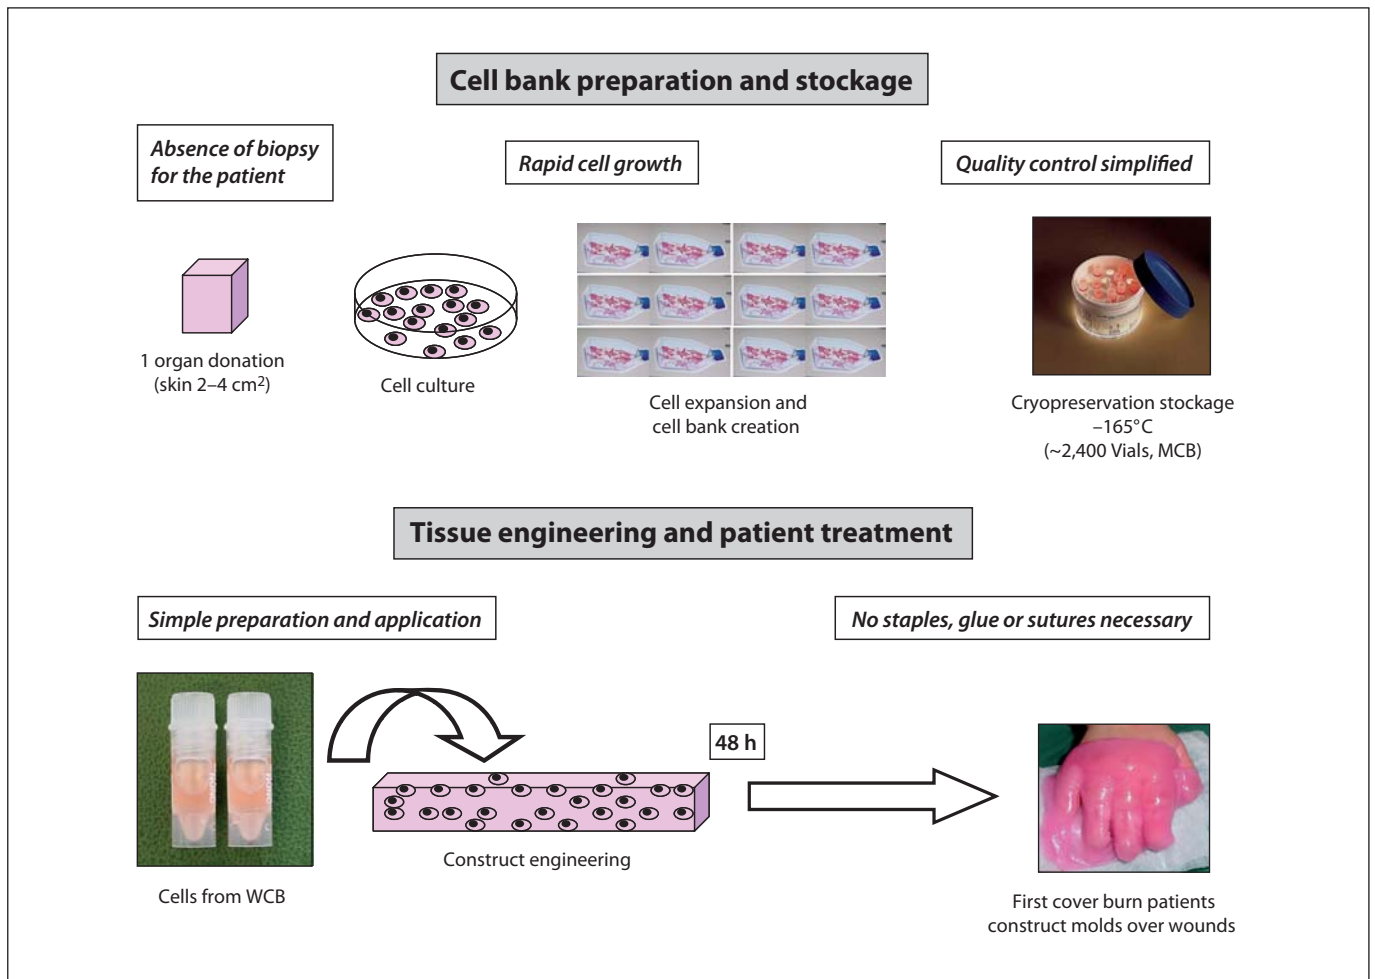 Cell bank preparation and stockage
Absence of biopsy
for the patient
Rapid cell growth
Quality control simplified
1 organ donation
(skin 2–4 cm²)
Cell culture
Cell expansion and
cell bank creation
Cryopreservation stockage
–165°C
(~2,400 Vials, MCB)
Tissue engineering and patient treatment
Simple preparation and application
No staples, glue or sutures necessary
48 h
Construct engineering
Cells from WCB
First cover burn patients
construct molds over wounds